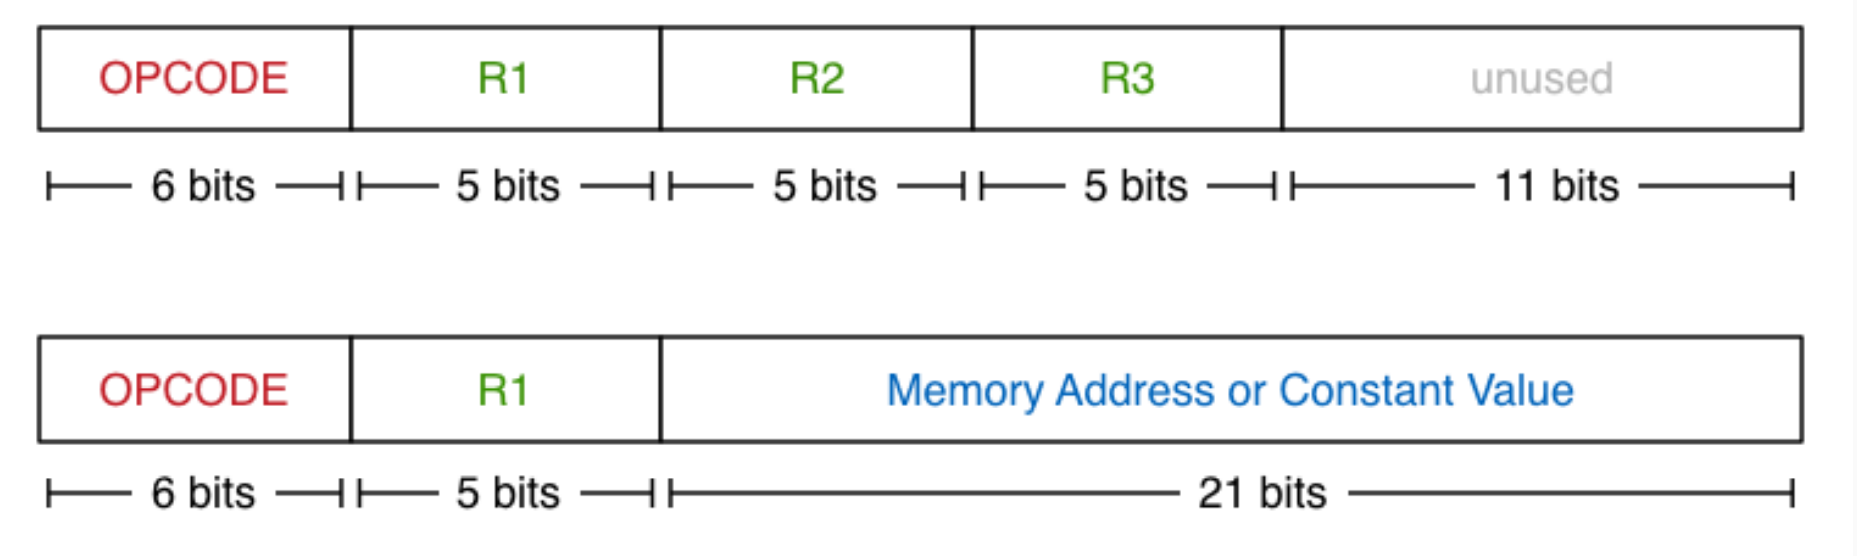 OPCODE R1 R2 R3 unused
6 bits 5 bits 5 bits 5 bits 11 bits
OPCODE R1 Memory Address or Constant Value
6 bits 5 bits 21 bits